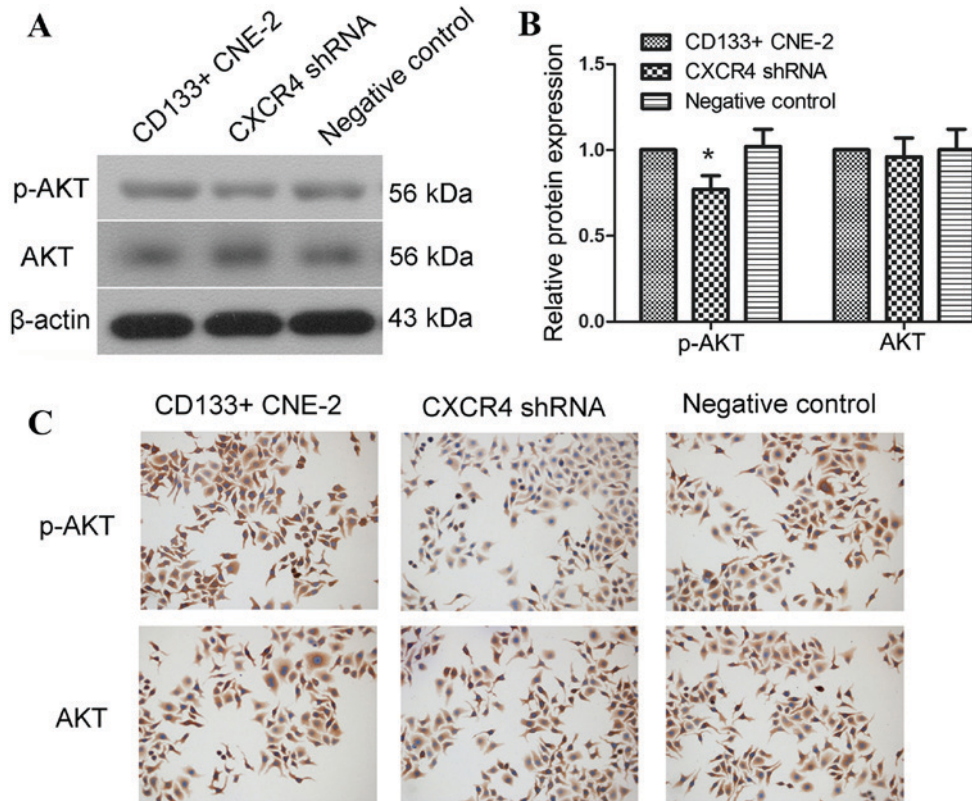 A
CD133+ CNE-2
CXCR4 shRNA
Negative control
p-AKT
56 kDa
AKT
56 kDa
β-actin
43 kDa
B
CD133+ CNE-2
CXCR4 shRNA
Negative control
Relative protein expression
1.5
1.0
0.5
0.0
*
p-AKT
AKT
C
CD133+ CNE-2
CXCR4 shRNA
Negative control
p-AKT
AKT